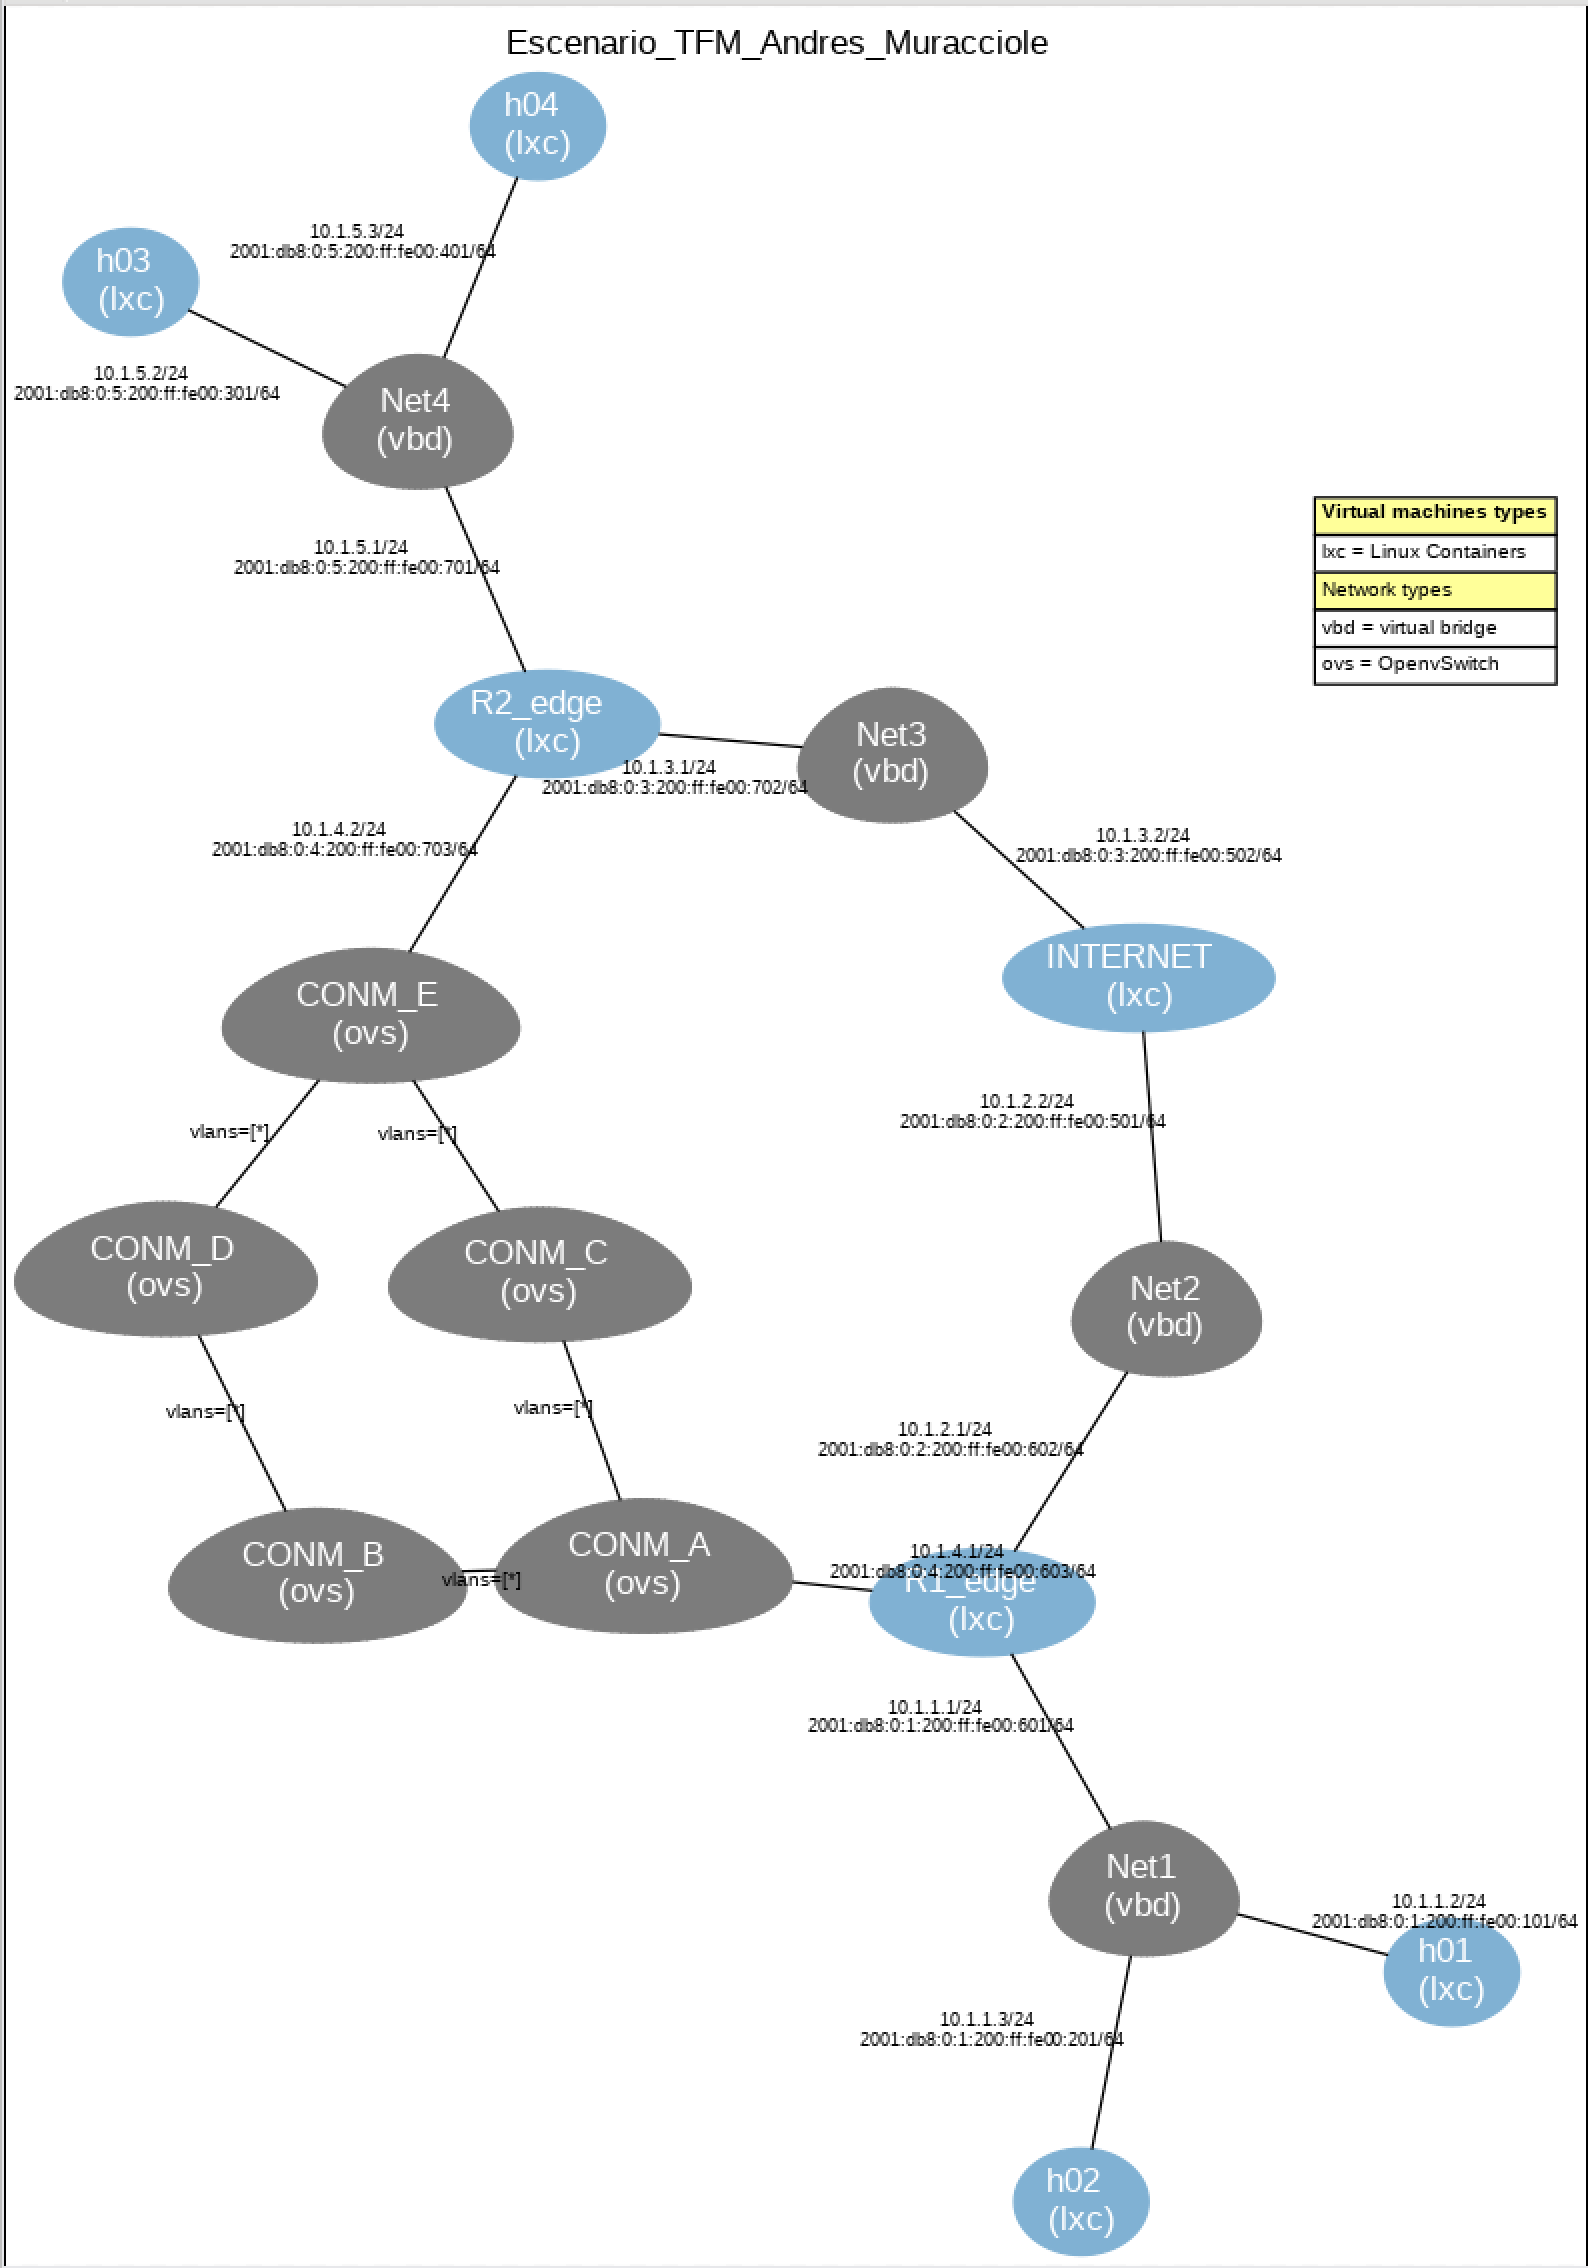 Escenario_TFM_Andres_Muracciole
h04
(lxc)
10.1.5.3/24
2001:db8:0:5:200:ff:fe00:401/64
h03
(lxc)
10.1.5.2/24
2001:db8:0:5:200:ff:fe00:301/64
Net4
(vbd)
10.1.5.1/24
2001:db8:0:5:200:ff:fe00:701/64
Virtual machines types
lxc = Linux Containers
Network types
vbd = virtual bridge
ovs = OpenvSwitch
R2_edge
(lxc)
Net3
(vbd)
10.1.3.1/24
2001:db8:0:3:200:ff:fe00:702/64
10.1.4.2/24
2001:db8:0:4:200:ff:fe00:703/64
10.1.3.2/24
2001:db8:0:3:200:ff:fe00:502/64
INTERNET
(lxc)
CONM_E
(ovs)
10.1.2.2/24
2001:db8:0:2:200:ff:fe00:501/64
vlans=[*]
vlans=[*]
CONM_D
(ovs)
CONM_C
(ovs)
Net2
(vbd)
vlans=[*]
vlans=[*]
10.1.2.1/24
2001:db8:0:2:200:ff:fe00:602/64
CONM_B
(ovs)
vlans=[*]
CONM_A
(ovs)
10.1.4.1/24
2001:db8:0:4:200:ff:fe00:603/64
R1_edge
(lxc)
10.1.1.1/24
2001:db8:0:1:200:ff:fe00:601/64
Net1
(vbd)
10.1.1.2/24
2001:db8:0:1:200:ff:fe00:101/64
h01
(lxc)
10.1.1.3/24
2001:db8:0:1:200:ff:fe00:201/64
h02
(lxc)